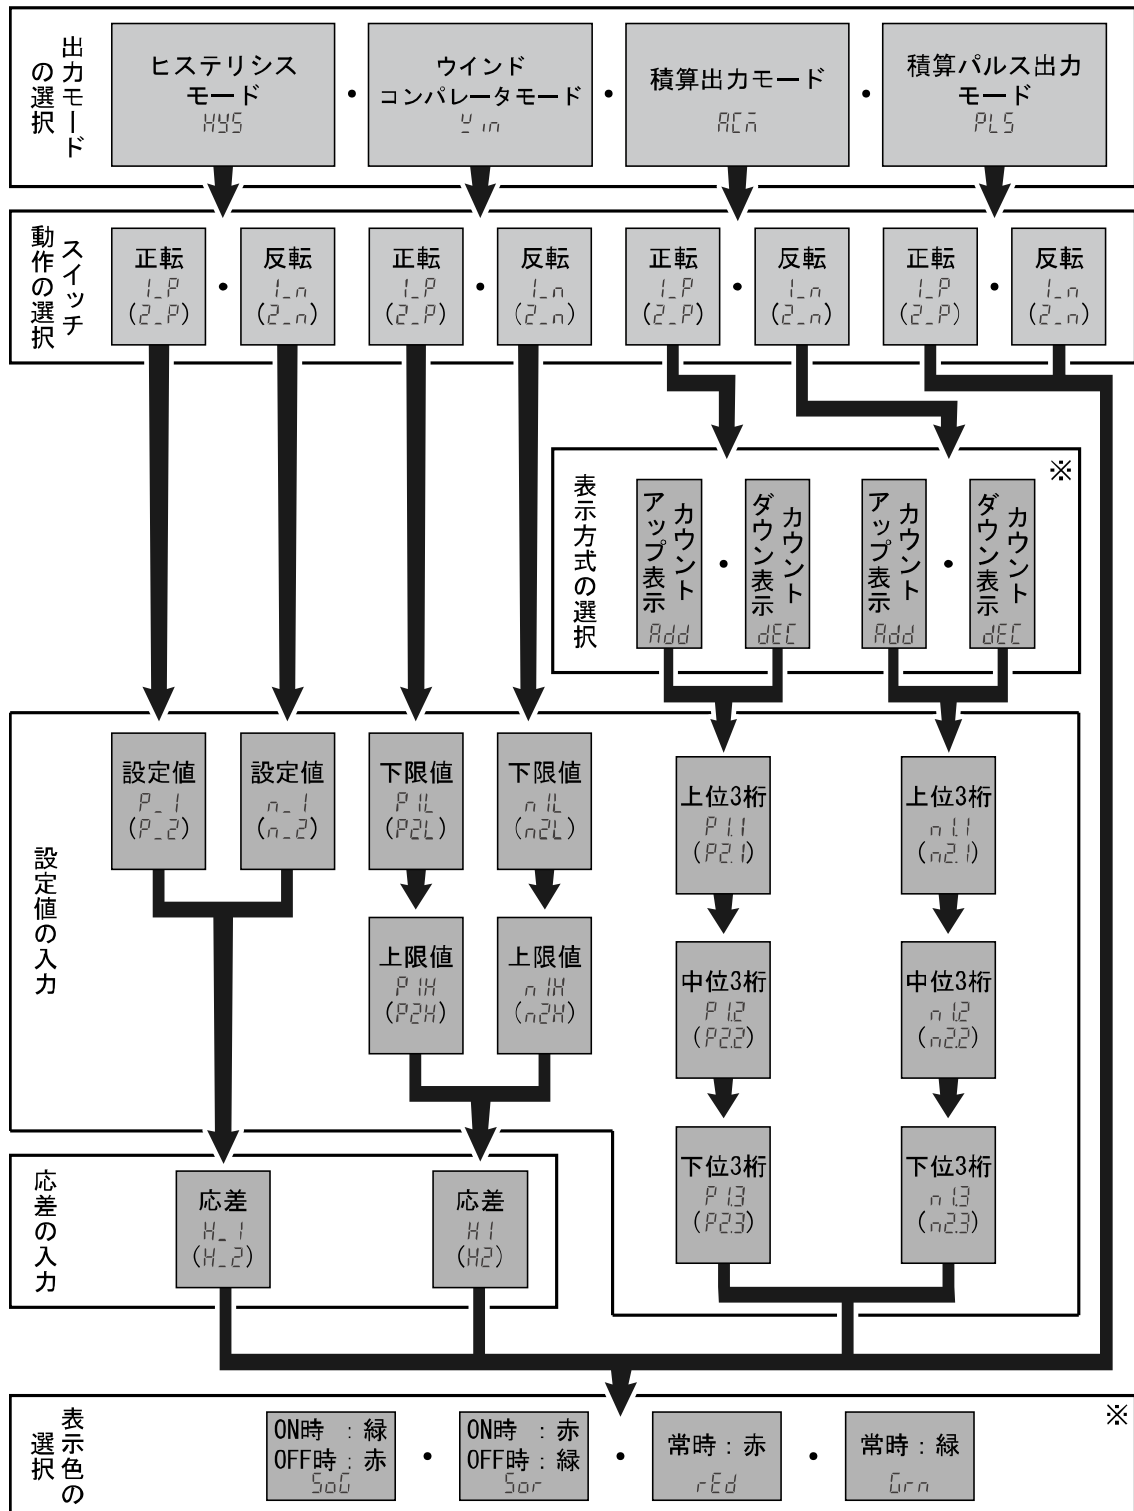 出力モード
の選択
ヒステリシス
モード
HYS
ウインド
コンパレータモード
Win
積算出力モード
ACm
積算パルス出力
モード
PLS
スイッチ
動作の選択
正転
1_P
(2_P)
反転
1_n
(2_n)
正転
1_P
(2_P)
反転
1_n
(2_n)
正転
1_P
(2_P)
反転
1_n
(2_n)
正転
1_P
(2_P)
反転
1_n
(2_n)
表示方式の選択
※
カウント
アップ表示
Add
カウント
ダウン表示
dEC
カウント
アップ表示
Add
カウント
ダウン表示
dEC
設定値の入力
設定値
P_1
(P_2)
設定値
n_1
(n_2)
下限値
P1L
(P2L)
下限値
n1L
(n2L)
上限値
P1H
(P2H)
上限値
n1H
(n2H)
上位3桁
P1.1
(P2.1)
上位3桁
n1.1
(n2.1)
中位3桁
P1.2
(P2.2)
中位3桁
n1.2
(n2.2)
下位3桁
P1.3
(P2.3)
下位3桁
n1.3
(n2.3)
応差の入力
応差
H_1
(H_2)
応差
H1
(H2)
表示色の
選択
※
ON時 : 緑
OFF時 : 赤
SoG
ON時 : 赤
OFF時 : 緑
Sor
常時 : 赤
rEd
常時 : 緑
Grn